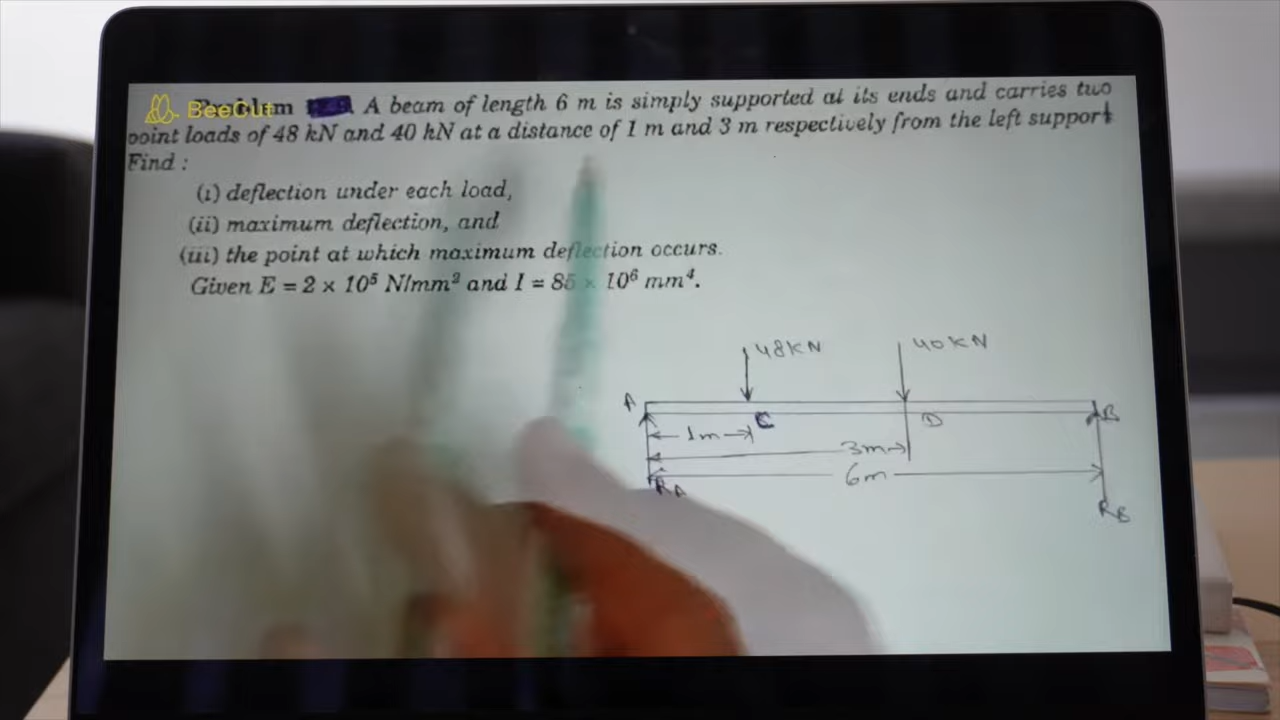 BeeCut
Problem A beam of length 6 m is simply supported at its ends and carries two
point loads of 48 kN and 40 kN at a distance of 1 m and 3 m respectively from the left support
Find :
(i) deflection under each load,
(ii) maximum deflection, and
(iii) the point at which maximum deflection occurs.
Given E = 2 × 10⁵ N/mm² and I = 85 × 10⁶ mm⁴.
48KN 40KN
A C D B
1m
3m
6m
RA
RB